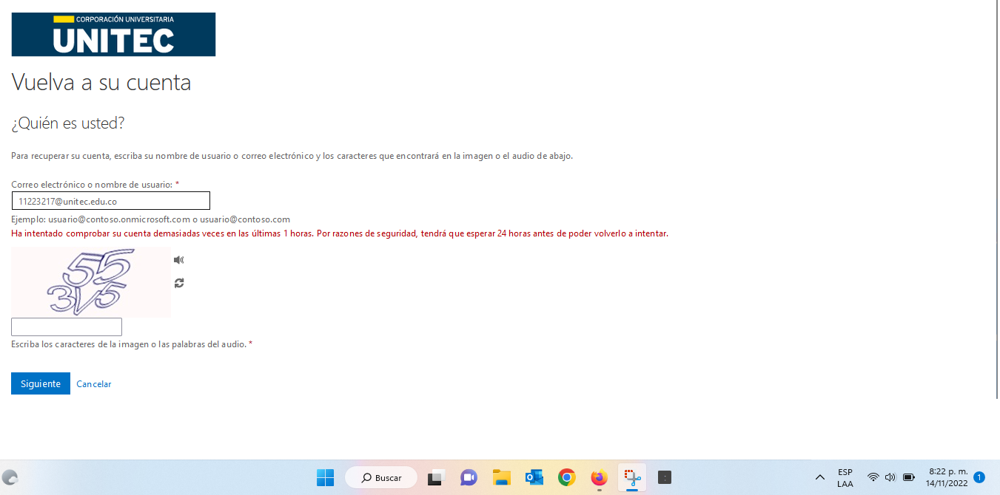 CORPORACIÓN UNIVERSITARIA
UNITEC
Vuelva a su cuenta
¿Quién es usted?
Para recuperar su cuenta, escriba su nombre de usuario o correo electrónico y los caracteres que encontrará en la imagen o el audio de abajo.
Correo electrónico o nombre de usuario: *
11223217@unitec.edu.co
Ejemplo: usuario@contoso.onmicrosoft.com o usuario@contoso.com
Ha intentado comprobar su cuenta demasiadas veces en las últimas 1 horas. Por razones de seguridad, tendrá que esperar 24 horas antes de poder volverlo a intentar.
55
3V5
Escriba los caracteres de la imagen o las palabras del audio. *
Siguiente Cancelar
Buscar
ESP
LAA
8:22 p. m.
14/11/2022
1